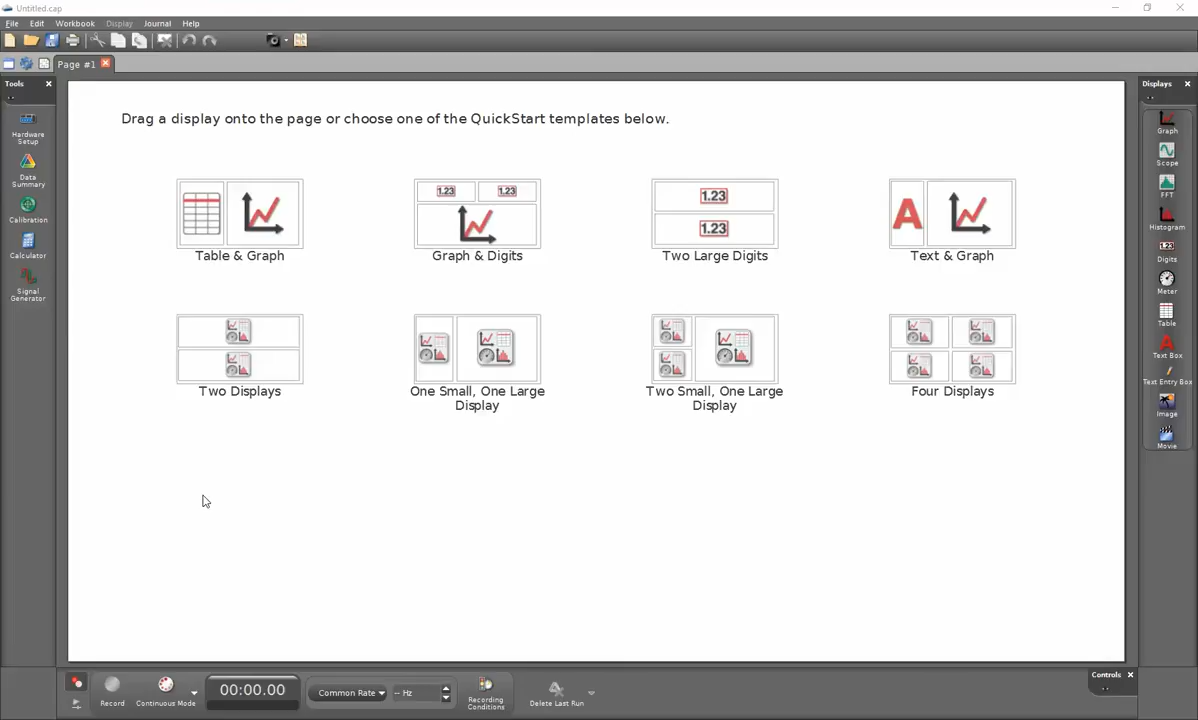 Untitled.cap
File Edit Workbook Display Journal Help
Page #1
Tools
Displays
Hardware
Setup
Data
Summary
Calibration
Calculator
Signal
Generator
Drag a display onto the page or choose one of the QuickStart templates below.
1.23 1.23
1.23
1.23
A
Table & Graph
Graph & Digits
Two Large Digits
Text & Graph
Two Displays
One Small, One Large
Display
Two Small, One Large
Display
Four Displays
Graph
Scope
FFT
Histogram
1.23
Digits
Meter
Table
A
Text Box
Text Entry Box
Image
Movie
Record
Continuous Mode
00:00.00
Common Rate
-- Hz
Recording
Conditions
Delete Last Run
Controls